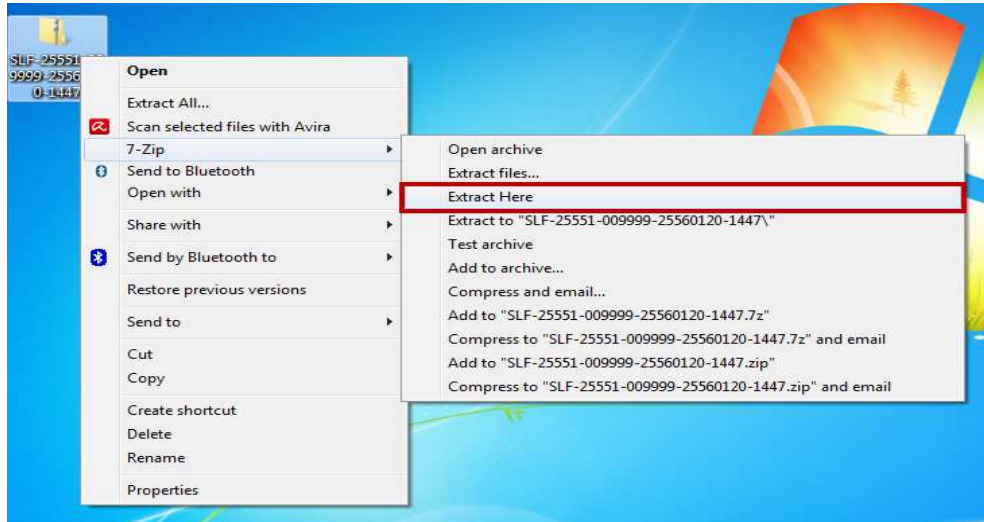 SLF-25551
9999-2556
0-1447
Open
Extract All...
Scan selected files with Avira
7-Zip
Send to Bluetooth
Open with
Share with
Send by Bluetooth to
Restore previous versions
Send to
Cut
Copy
Create shortcut
Delete
Rename
Properties
Open archive
Extract files...
Extract Here
Extract to "SLF-25551-009999-25560120-1447\"
Test archive
Add to archive...
Compress and email...
Add to "SLF-25551-009999-25560120-1447.7z"
Compress to "SLF-25551-009999-25560120-1447.7z" and email
Add to "SLF-25551-009999-25560120-1447.zip"
Compress to "SLF-25551-009999-25560120-1447.zip" and email